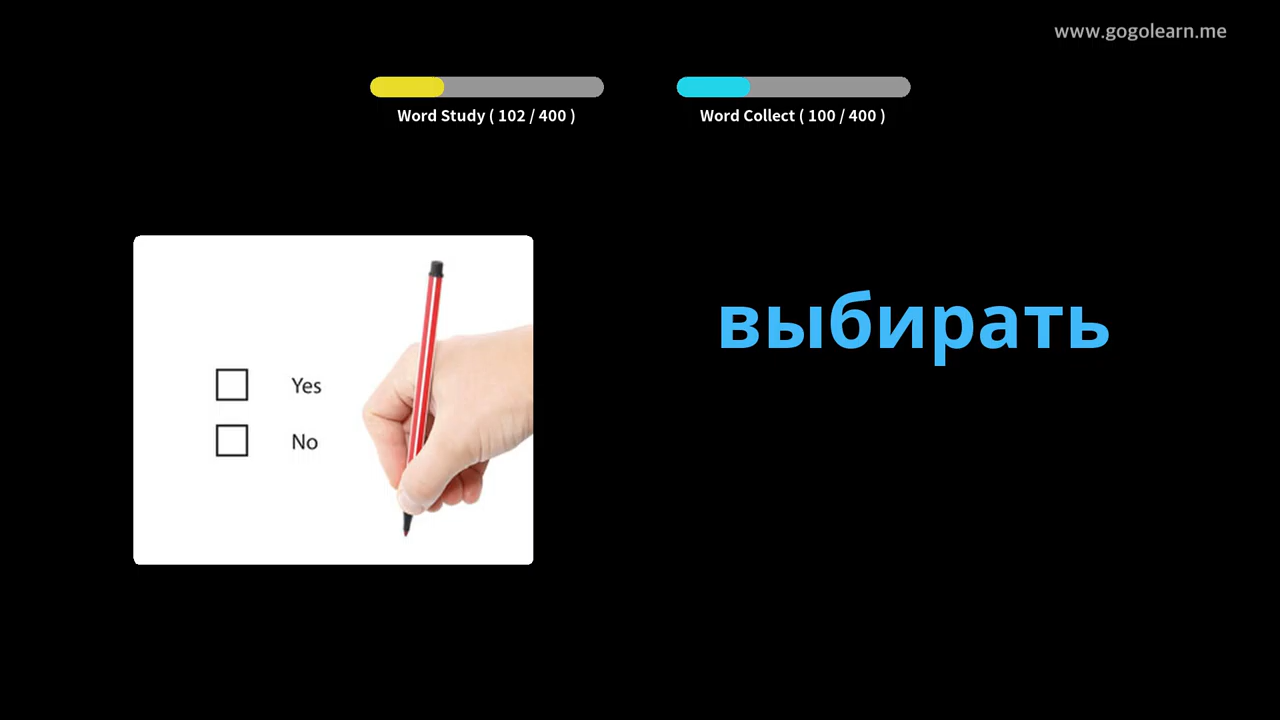 www.gogolearn.me
Word Study ( 102 / 400 )
Word Collect ( 100 / 400 )
Yes
No
выбирать